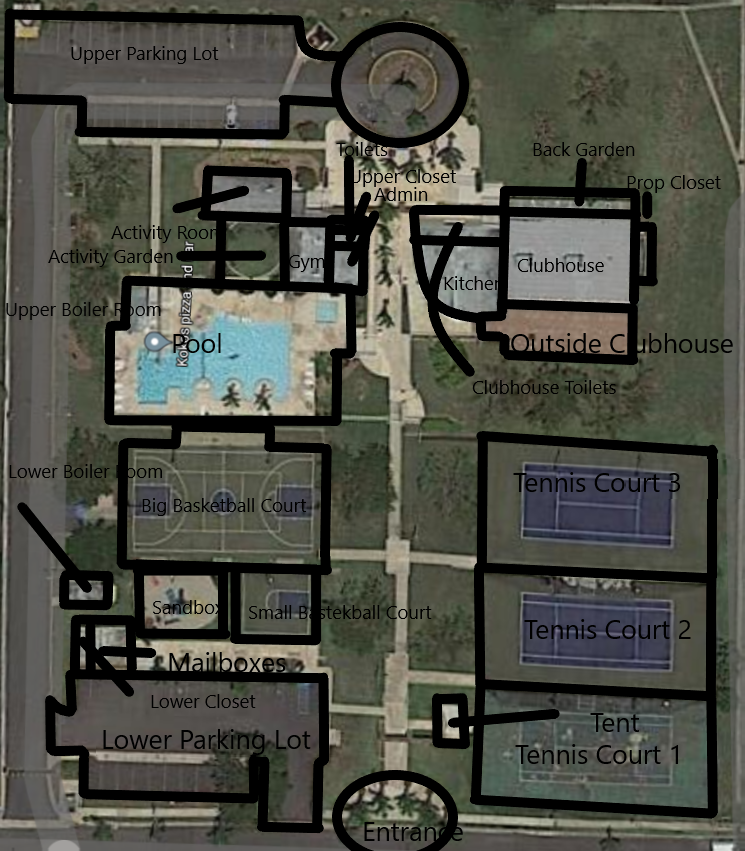 Upper Parking Lot
Toilets
Back Garden
Upper Closet
Prop Closet
Admin
Activity Room
Activity Garden
Gym
Clubhouse
Kitchen
Upper Boiler Room
Pool
Outside Clubhouse
Clubhouse Toilets
Lower Boiler Room
Tennis Court 3
Big Basketball Court
Sandbox
Small Bastekball Court
Tennis Court 2
Mailboxes
Lower Closet
Tent
Lower Parking Lot
Tennis Court 1
Entrance